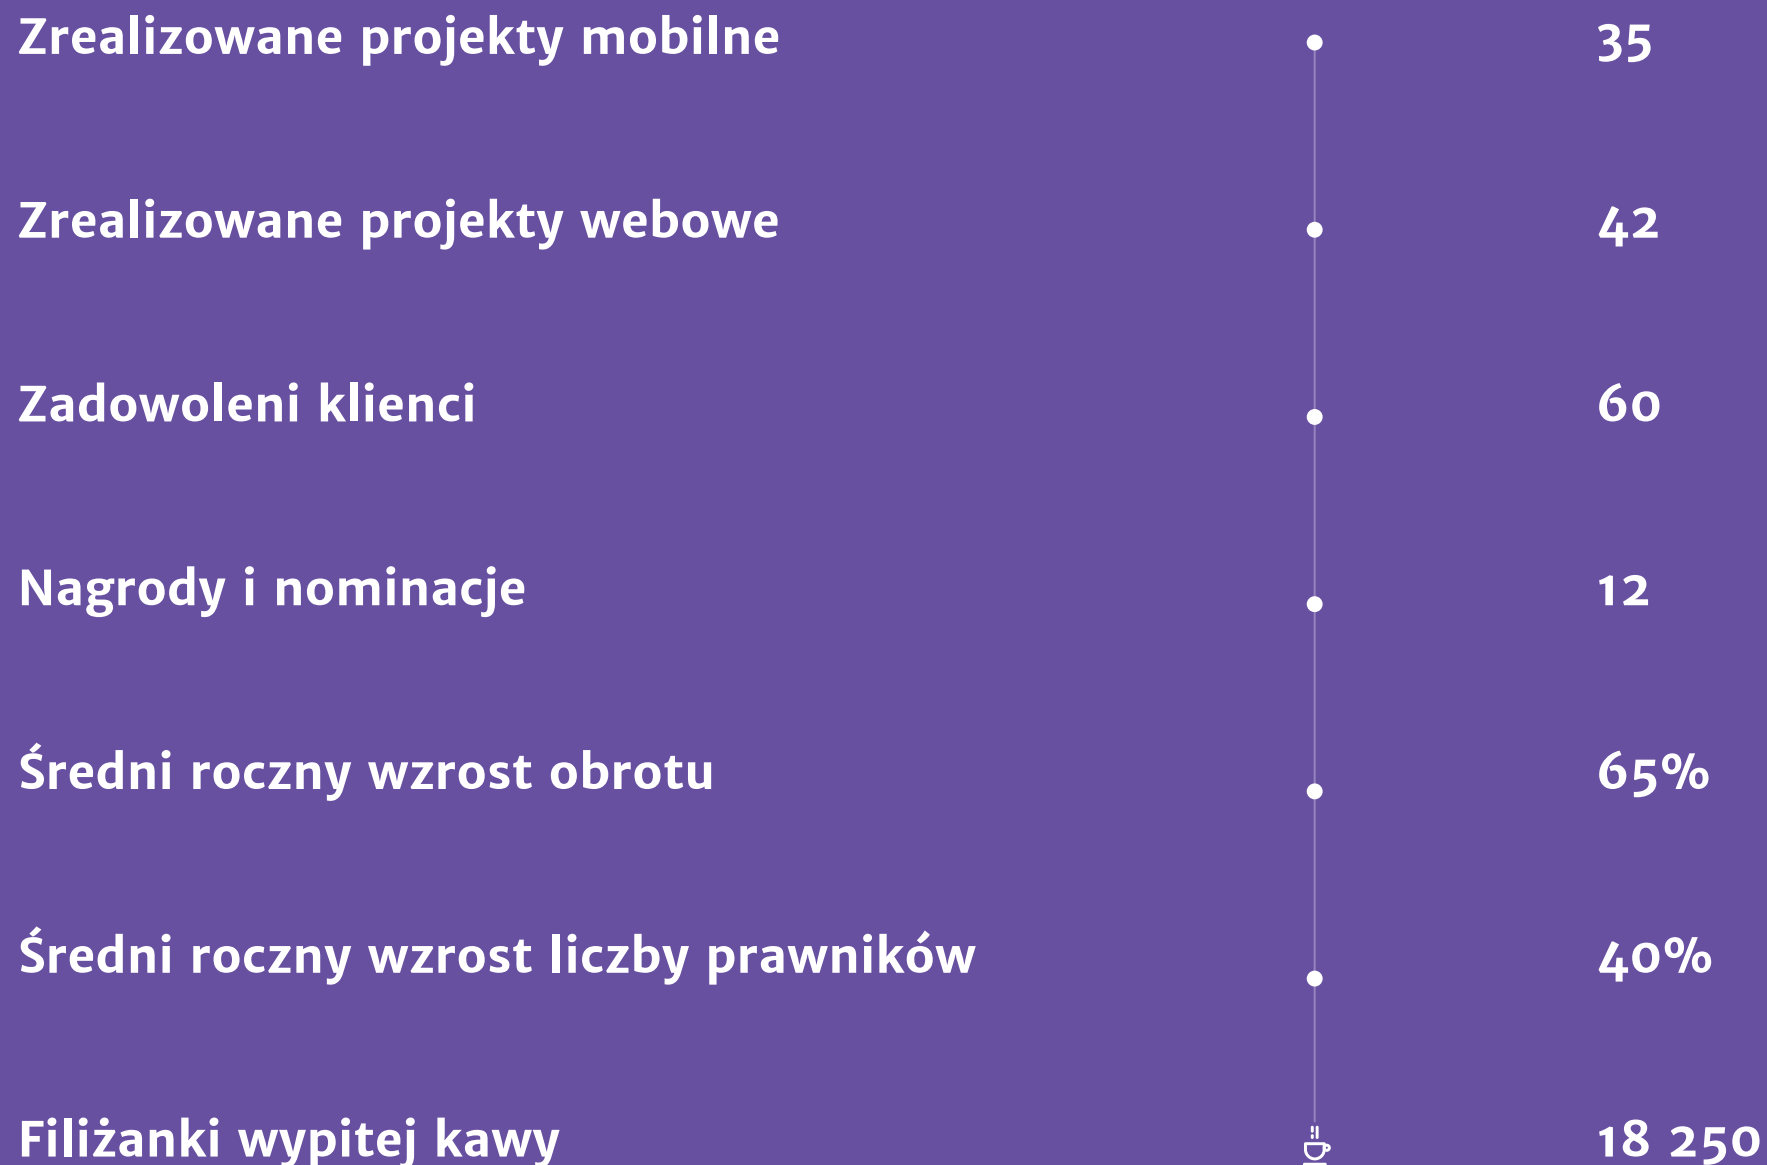 Zrealizowane projekty mobilne 35
Zrealizowane projekty webowe 42
Zadowoleni klienci 60
Nagrody i nominacje 12
Średni roczny wzrost obrotu 65%
Średni roczny wzrost liczby prawników 40%
Filiżanki wypitej kawy 18 250